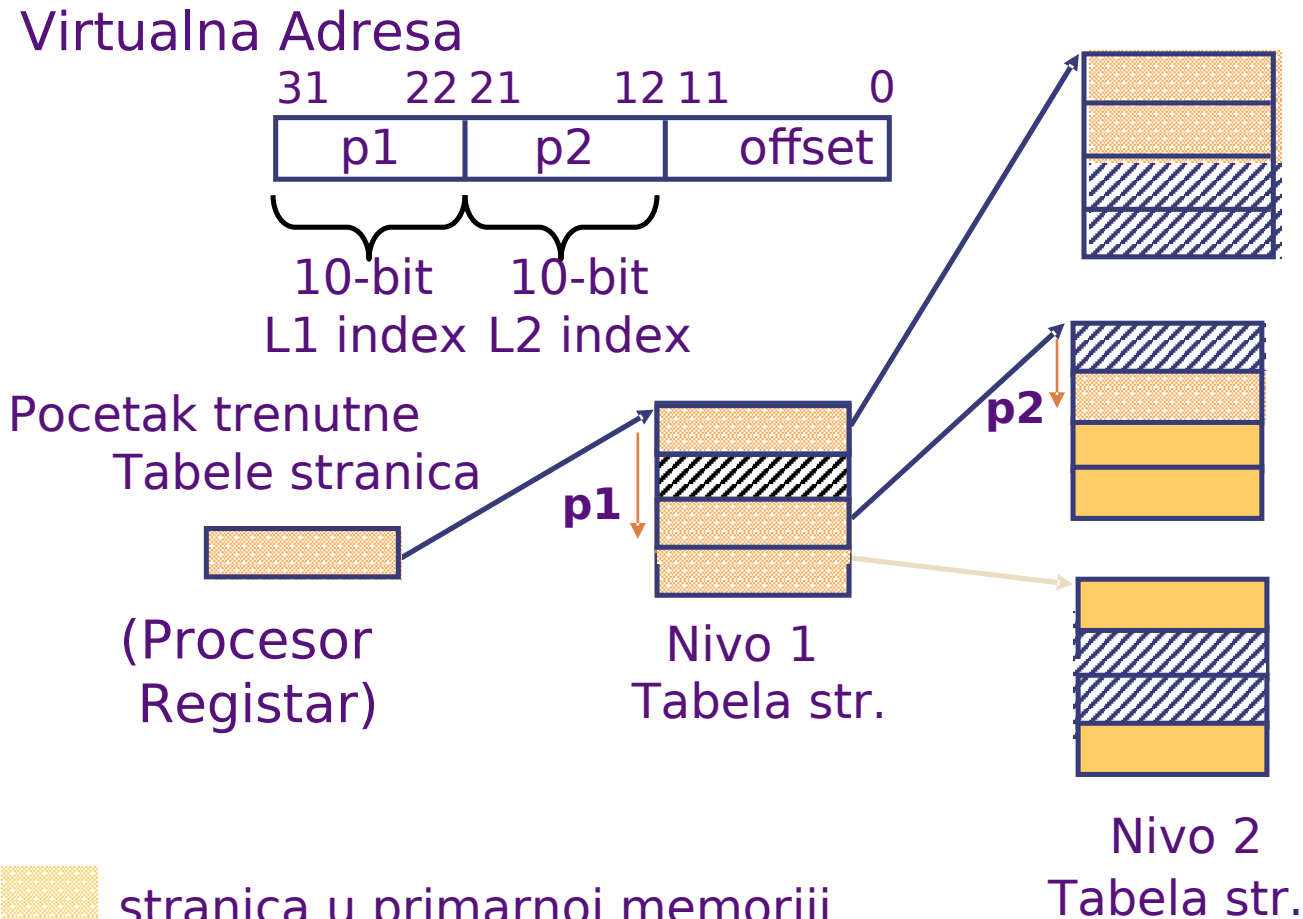 Virtualna Adresa
31 22 21 12 11 0
p1 p2 offset
10-bit 10-bit
L1 index L2 index
Pocetak trenutne
Tabele stranica
(Procesor
Registar)
p1
p2
Nivo 1
Tabela str.
Nivo 2
Tabela str.
stranica u primarnoj memoriji